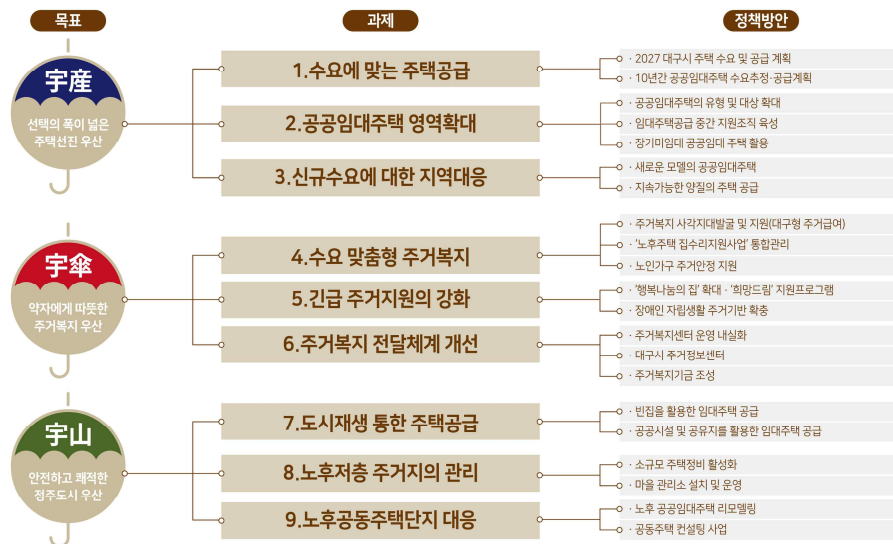 목표
과제
정책방안
宇産
선택의 폭이 넓은
주택선진 우산
1.수요에 맞는 주택공급
· 2027 대구시 주택 수요 및 공급 계획
· 10년간 공공임대주택 수요추정·공급계획
2.공공임대주택 영역확대
· 공공임대주택의 유형 및 대상 확대
· 임대주택공급 중간 지원조직 육성
· 장기미임대 공공임대 주택 활용
3.신규수요에 대한 지역대응
· 새로운 모델의 공공임대주택
· 지속가능한 양질의 주택 공급
宇傘
약자에게 따뜻한
주거복지 우산
4.수요 맞춤형 주거복지
· 주거복지 사각지대발굴 및 지원(대구형 주거급여)
· '노후주택 집수리지원사업' 통합관리
· 노인가구 주거안정 지원
5.긴급 주거지원의 강화
· '행복나눔의 집' 확대 · '희망드림' 지원프로그램
· 장애인 자립생활 주거기반 확충
6.주거복지 전달체계 개선
· 주거복지센터 운영 내실화
· 대구시 주거정보센터
· 주거복지기금 조성
宇山
안전하고 쾌적한
정주도시 우산
7.도시재생 통한 주택공급
· 빈집을 활용한 임대주택 공급
· 공공시설 및 공유지를 활용한 임대주택 공급
8.노후저층 주거지의 관리
· 소규모 주택정비 활성화
· 마을 관리소 설치 및 운영
9.노후공동주택단지 대응
· 노후 공공임대주택 리모델링
· 공동주택 컨설팅 사업